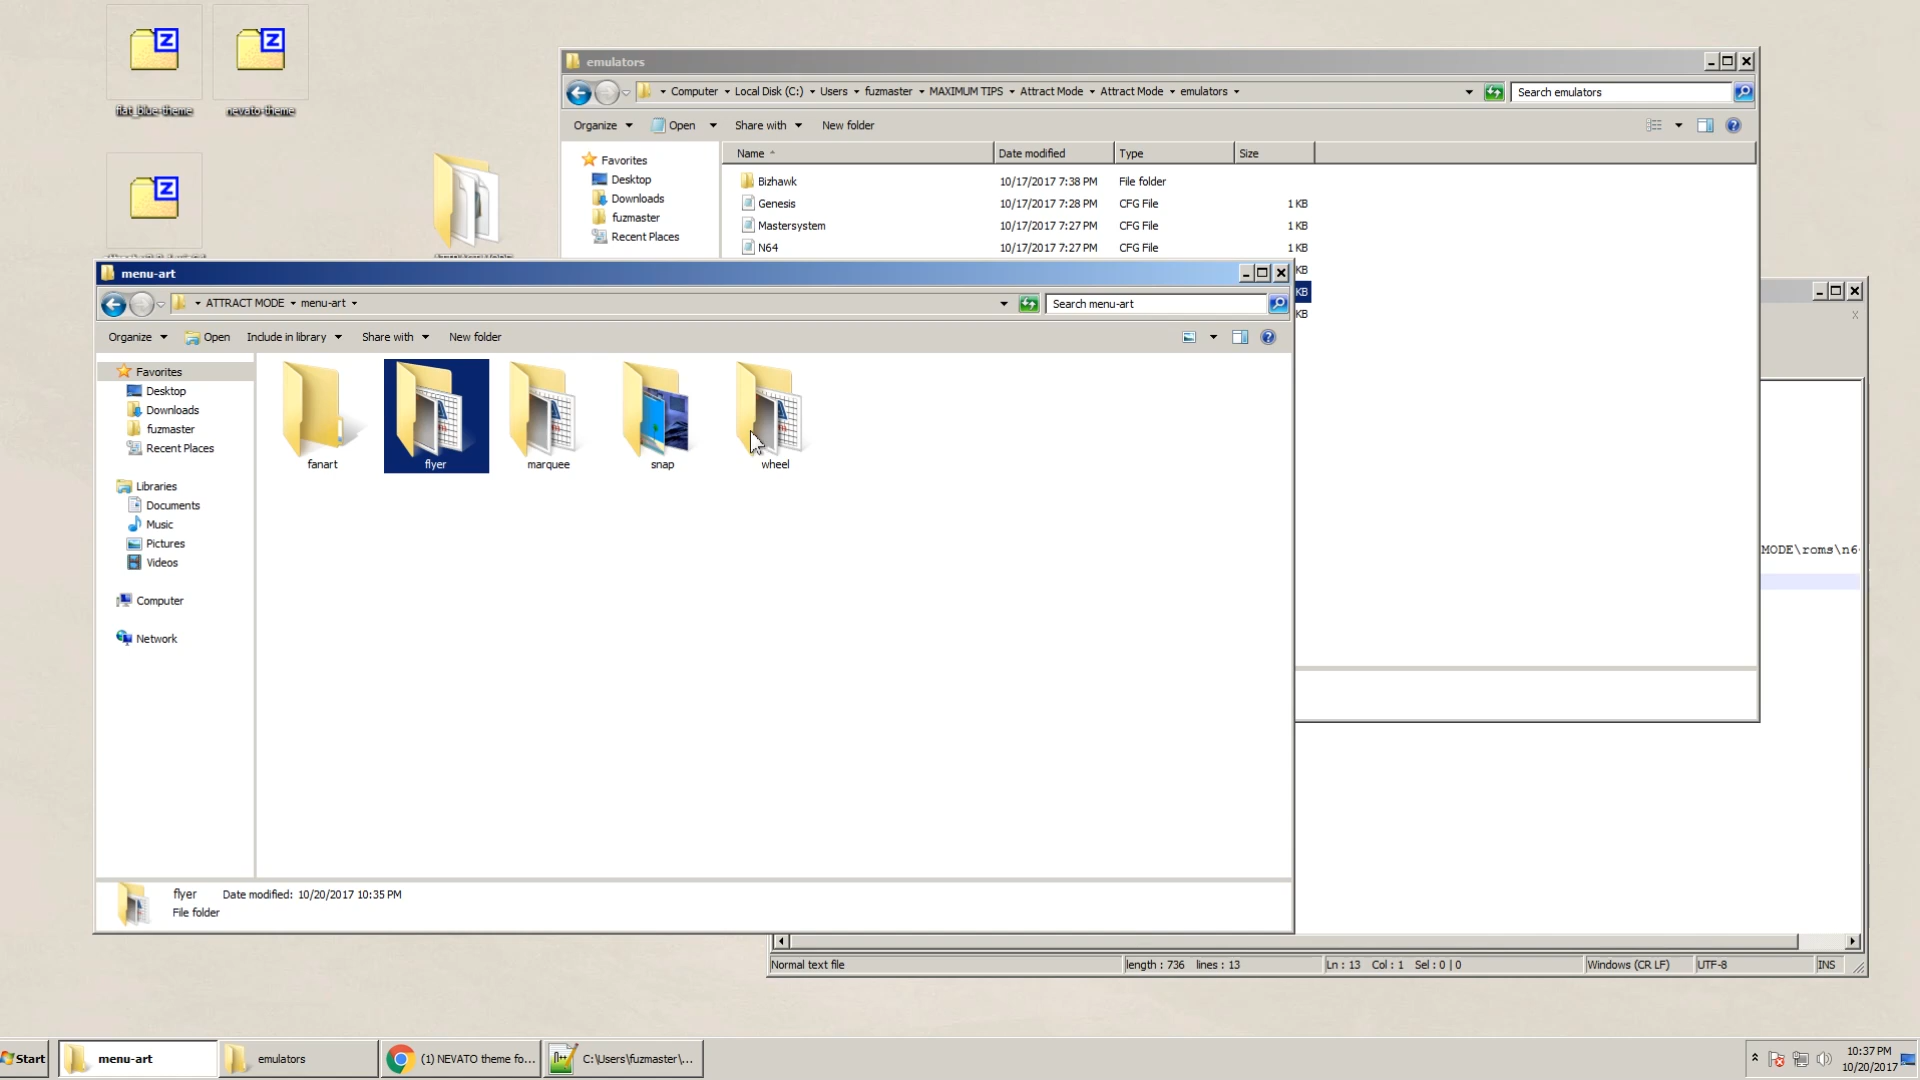 flat_blue-theme
nevato-theme
emulators
Computer
Local Disk (C:)
Users
fuzmaster
MAXIMUM TIPS
Attract Mode
Attract Mode
emulators
Search emulators
Organize
Open
Share with
New folder
Favorites
Desktop
Downloads
fuzmaster
Recent Places
Name
Date modified
Type
Size
Bizhawk
10/17/2017 7:38 PM
File folder
Genesis
10/17/2017 7:28 PM
CFG File
1 KB
Mastersystem
10/17/2017 7:27 PM
CFG File
1 KB
N64
10/17/2017 7:27 PM
CFG File
1 KB
KB
KB
KB
menu-art
ATTRACT MODE
menu-art
Search menu-art
Organize
Open
Include in library
Share with
New folder
Favorites
Desktop
Downloads
fuzmaster
Recent Places
Libraries
Documents
Music
Pictures
Videos
Computer
Network
fanart
flyer
marquee
snap
wheel
MODE\roms\n6
flyer
Date modified: 10/20/2017 10:35 PM
File folder
Normal text file
length : 736 lines : 13
Ln : 13 Col : 1 Sel : 0 | 0
Windows (CR LF)
UTF-8
INS
Start
menu-art
emulators
(1) NEVATO theme fo...
C:\Users\fuzmaster\...
10:37 PM
10/20/2017